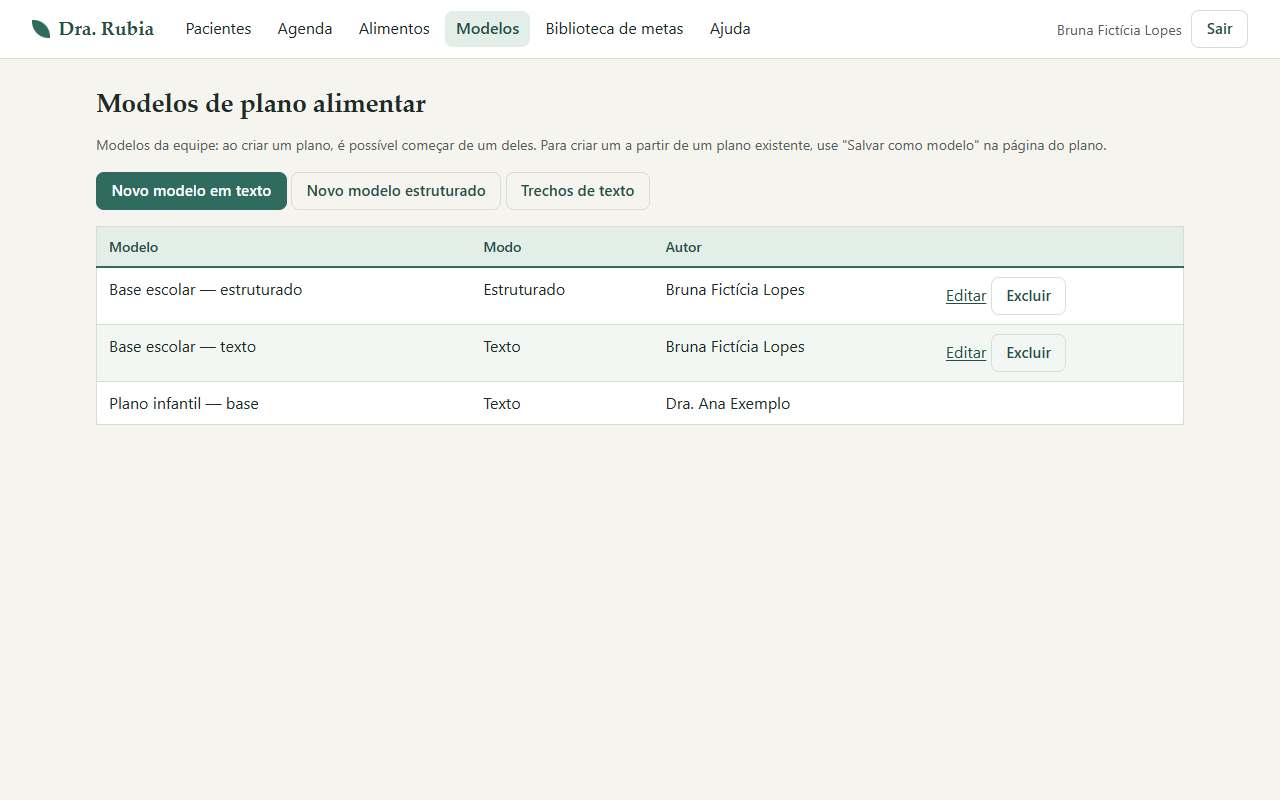 Dra. Rubia Pacientes Agenda Alimentos Modelos Biblioteca de metas Ajuda Bruna Fictícia Lopes Sair
Modelos de plano alimentar
Modelos da equipe: ao criar um plano, é possível começar de um deles. Para criar um a partir de um plano existente, use "Salvar como modelo" na página do plano.
Novo modelo em texto Novo modelo estruturado Trechos de texto
Modelo Modo Autor
Base escolar — estruturado Estruturado Bruna Fictícia Lopes Editar Excluir
Base escolar — texto Texto Bruna Fictícia Lopes Editar Excluir
Plano infantil — base Texto Dra. Ana Exemplo